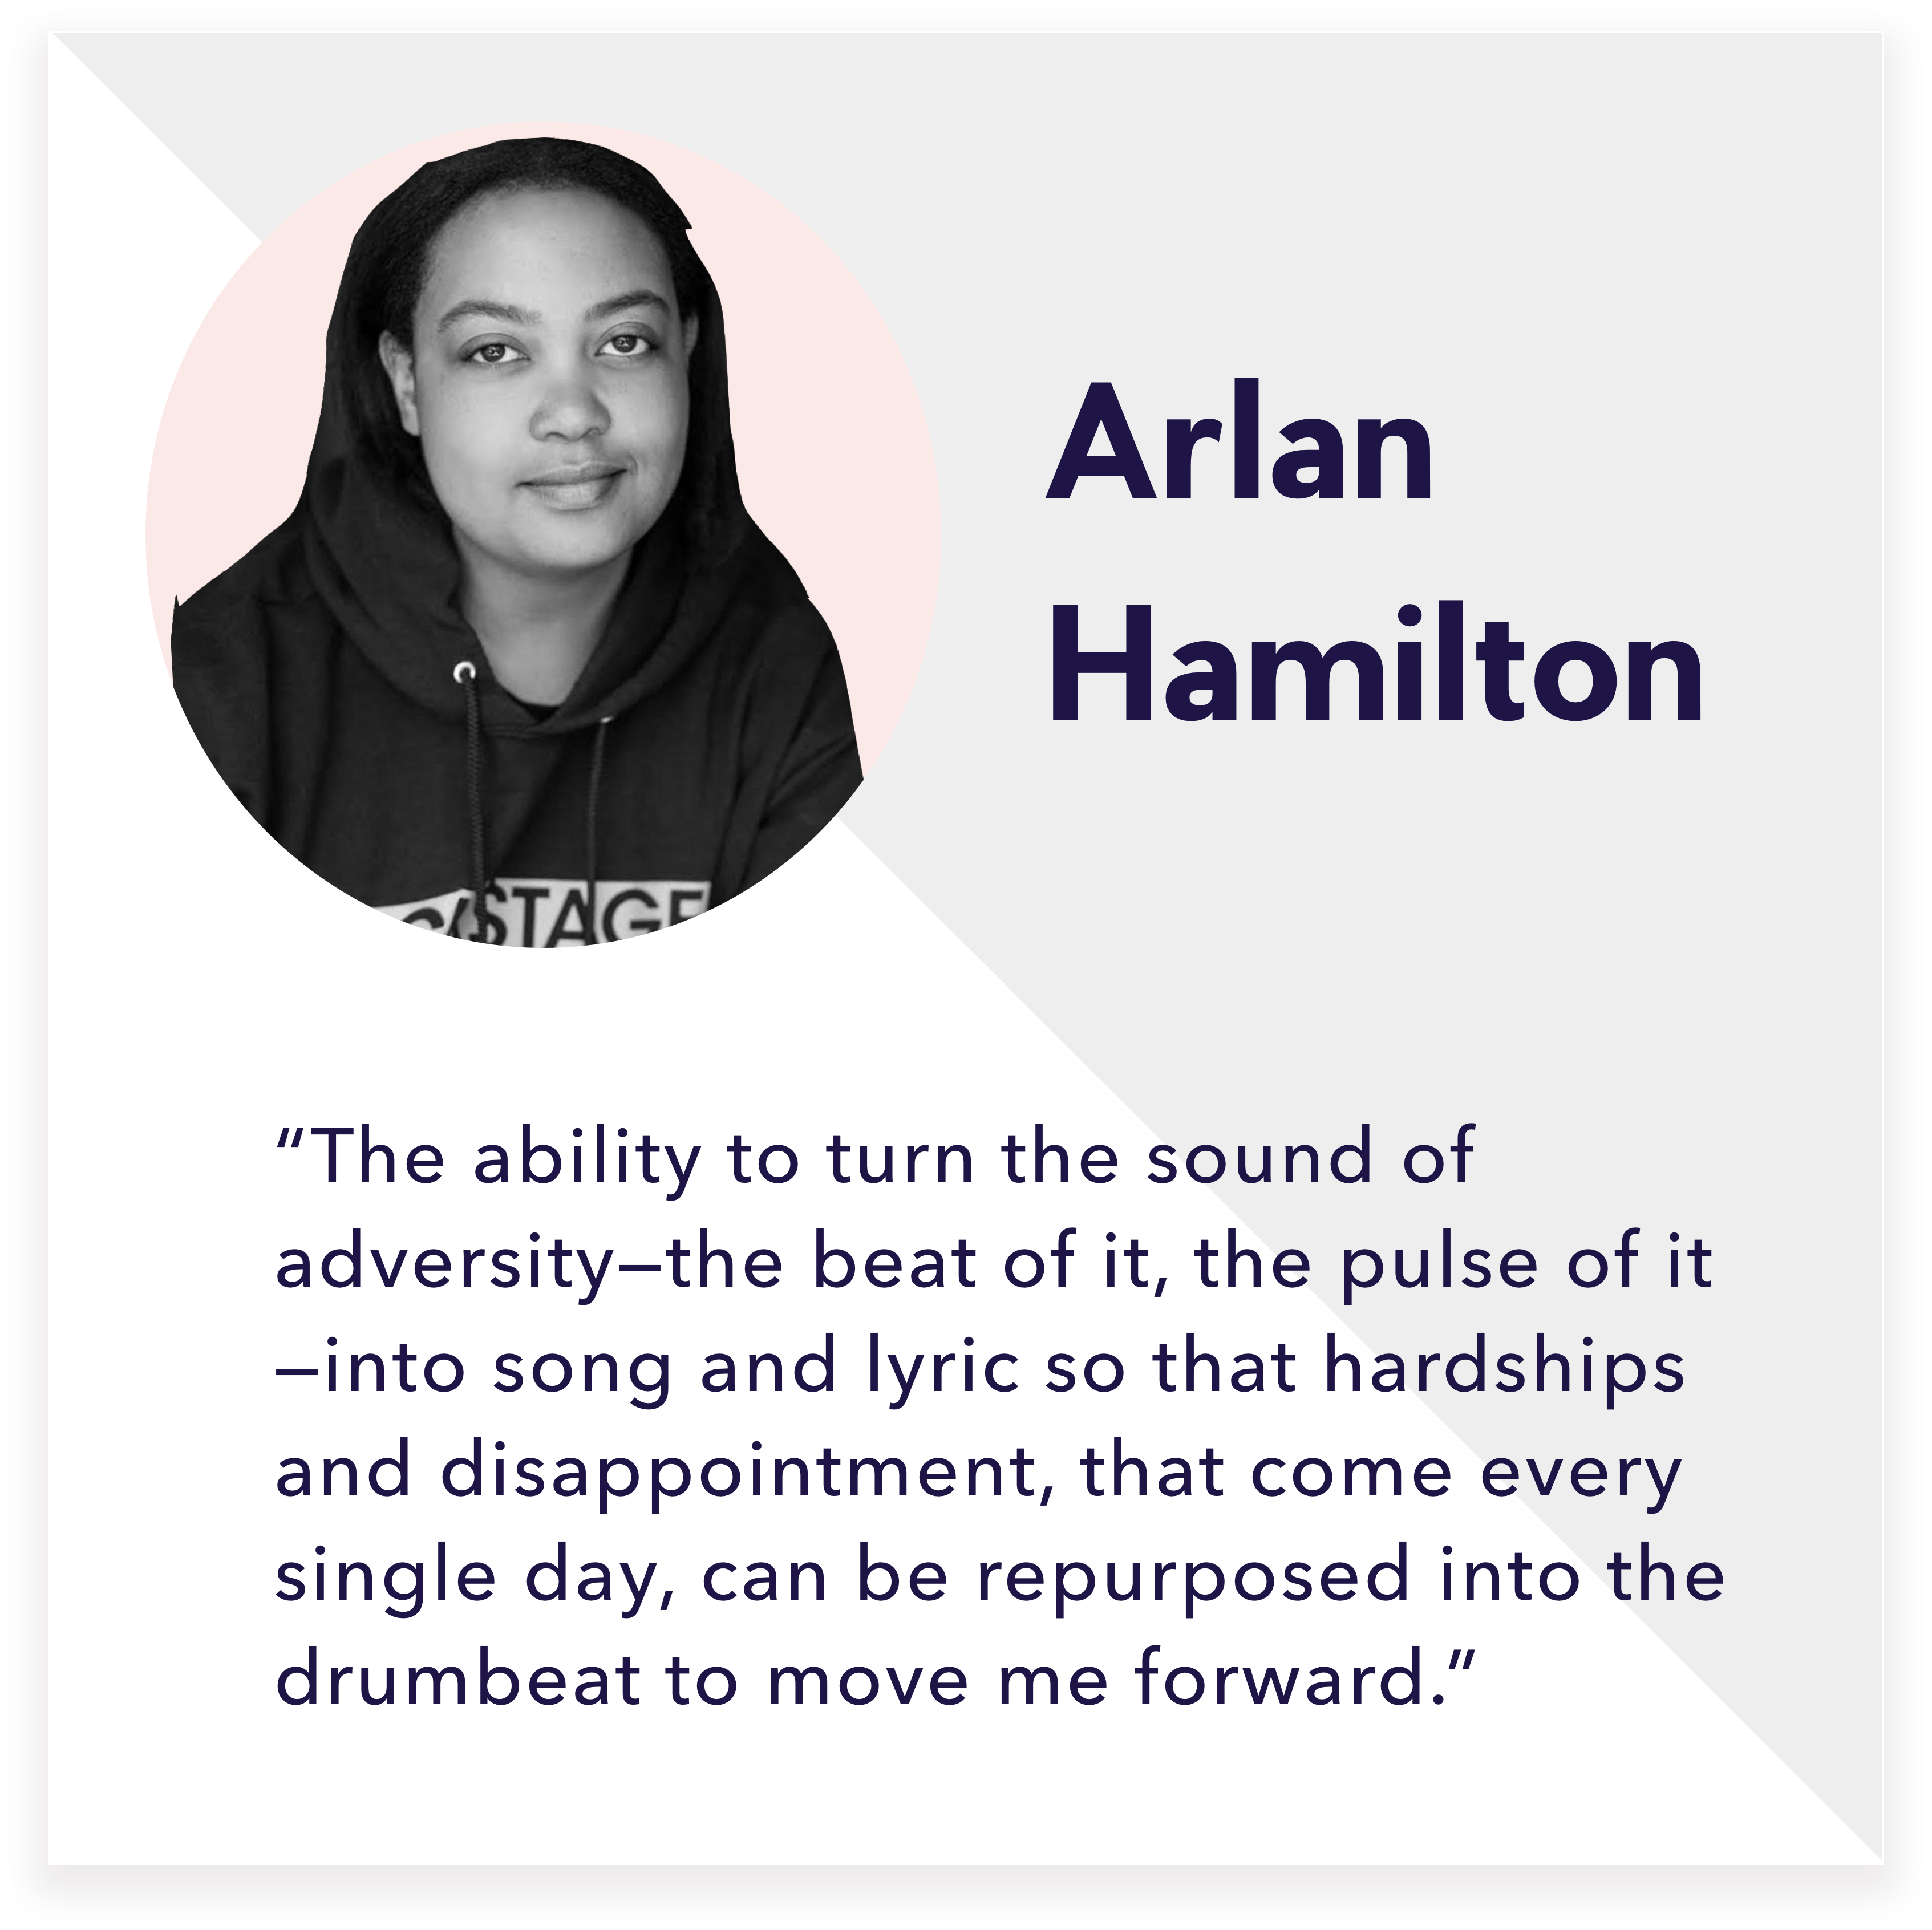 Arlan
Hamilton
STAGE
“The ability to turn the sound of
adversity—the beat of it, the pulse of it
—into song and lyric so that hardships
and disappointment, that come every
single day, can be repurposed into the
drumbeat to move me forward.”